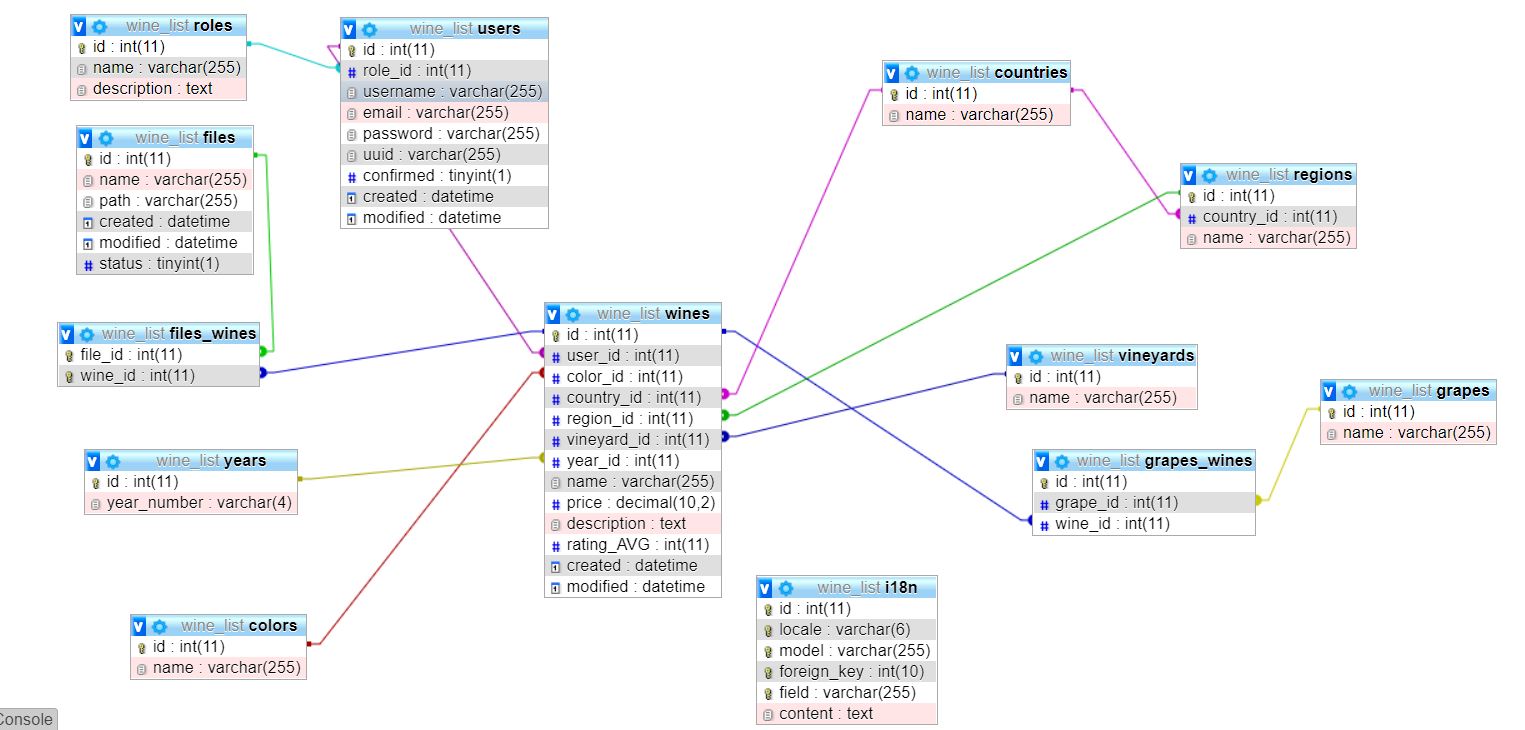 wine_list roles
id : int(11)
name : varchar(255)
description : text
wine_list users
id : int(11)
role_id : int(11)
username : varchar(255)
email : varchar(255)
password : varchar(255)
uuid : varchar(255)
confirmed : tinyint(1)
created : datetime
modified : datetime
wine_list countries
id : int(11)
name : varchar(255)
wine_list files
id : int(11)
name : varchar(255)
path : varchar(255)
created : datetime
modified : datetime
status : tinyint(1)
wine_list regions
id : int(11)
country_id : int(11)
name : varchar(255)
wine_list files_wines
file_id : int(11)
wine_id : int(11)
wine_list wines
id : int(11)
user_id : int(11)
color_id : int(11)
country_id : int(11)
region_id : int(11)
vineyard_id : int(11)
year_id : int(11)
name : varchar(255)
price : decimal(10,2)
description : text
rating_AVG : int(11)
created : datetime
modified : datetime
wine_list vineyards
id : int(11)
name : varchar(255)
wine_list grapes
id : int(11)
name : varchar(255)
wine_list years
id : int(11)
year_number : varchar(4)
wine_list grapes_wines
id : int(11)
grape_id : int(11)
wine_id : int(11)
wine_list i18n
id : int(11)
locale : varchar(6)
model : varchar(255)
foreign_key : int(10)
field : varchar(255)
content : text
wine_list colors
id : int(11)
name : varchar(255)
Console